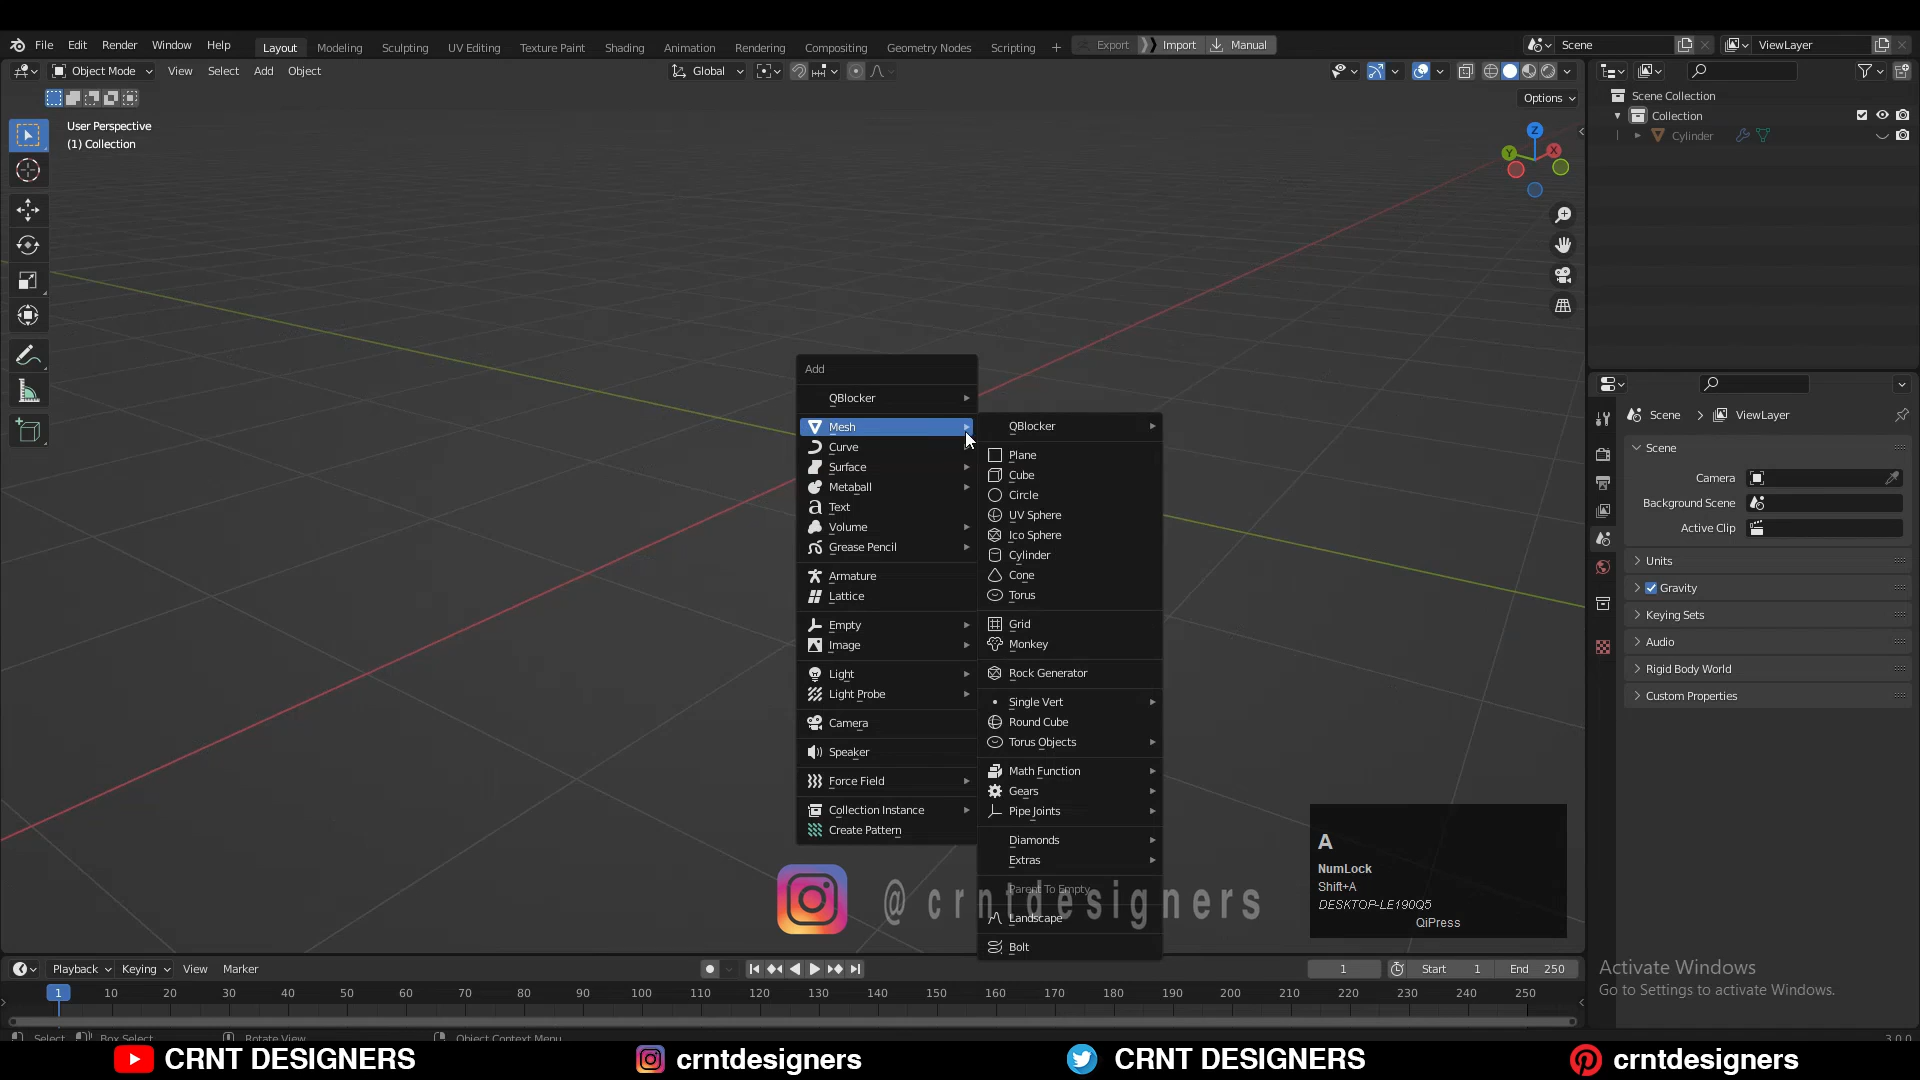 File Edit Render Window Help Layout Modeling Sculpting UV Editing Texture Paint Shading Animation Rendering Compositing Geometry Nodes Scripting + Export Import Manual Scene ViewLayer
Object Mode View Select Add Object Global
Options
User Perspective
(1) Collection
Z
Y
X
Scene Collection
Collection
Cylinder
Add
QBlocker
Mesh
Curve
Surface
Metaball
Text
Volume
Grease Pencil
Armature
Lattice
Empty
Image
Light
Light Probe
Camera
Speaker
Force Field
Collection Instance
Create Pattern
QBlocker
Plane
Cube
Circle
UV Sphere
Ico Sphere
Cylinder
Cone
Torus
Grid
Monkey
Rock Generator
Single Vert
Round Cube
Torus Objects
Math Function
Gears
Pipe Joints
Diamonds
Extras
Parent To Empty
Landscape
Bolt
Scene > ViewLayer
Scene
Camera
Background Scene
Active Clip
Units
Gravity
Keying Sets
Audio
Rigid Body World
Custom Properties
@crntdesigners
A
NumLock
Shift+A
DESKTOP-LE190Q5
QiPress
Activate Windows
Go to Settings to activate Windows.
Playback Keying View Marker 1 Start 1 End 250
1 10 20 30 40 50 60 70 80 90 100 110 120 130 140 150 160 170 180 190 200 210 220 230 240 250
Select Box Select Rotate View Object Context Menu 3.0.0
CRNT DESIGNERS crntdesigners CRNT DESIGNERS crntdesigners